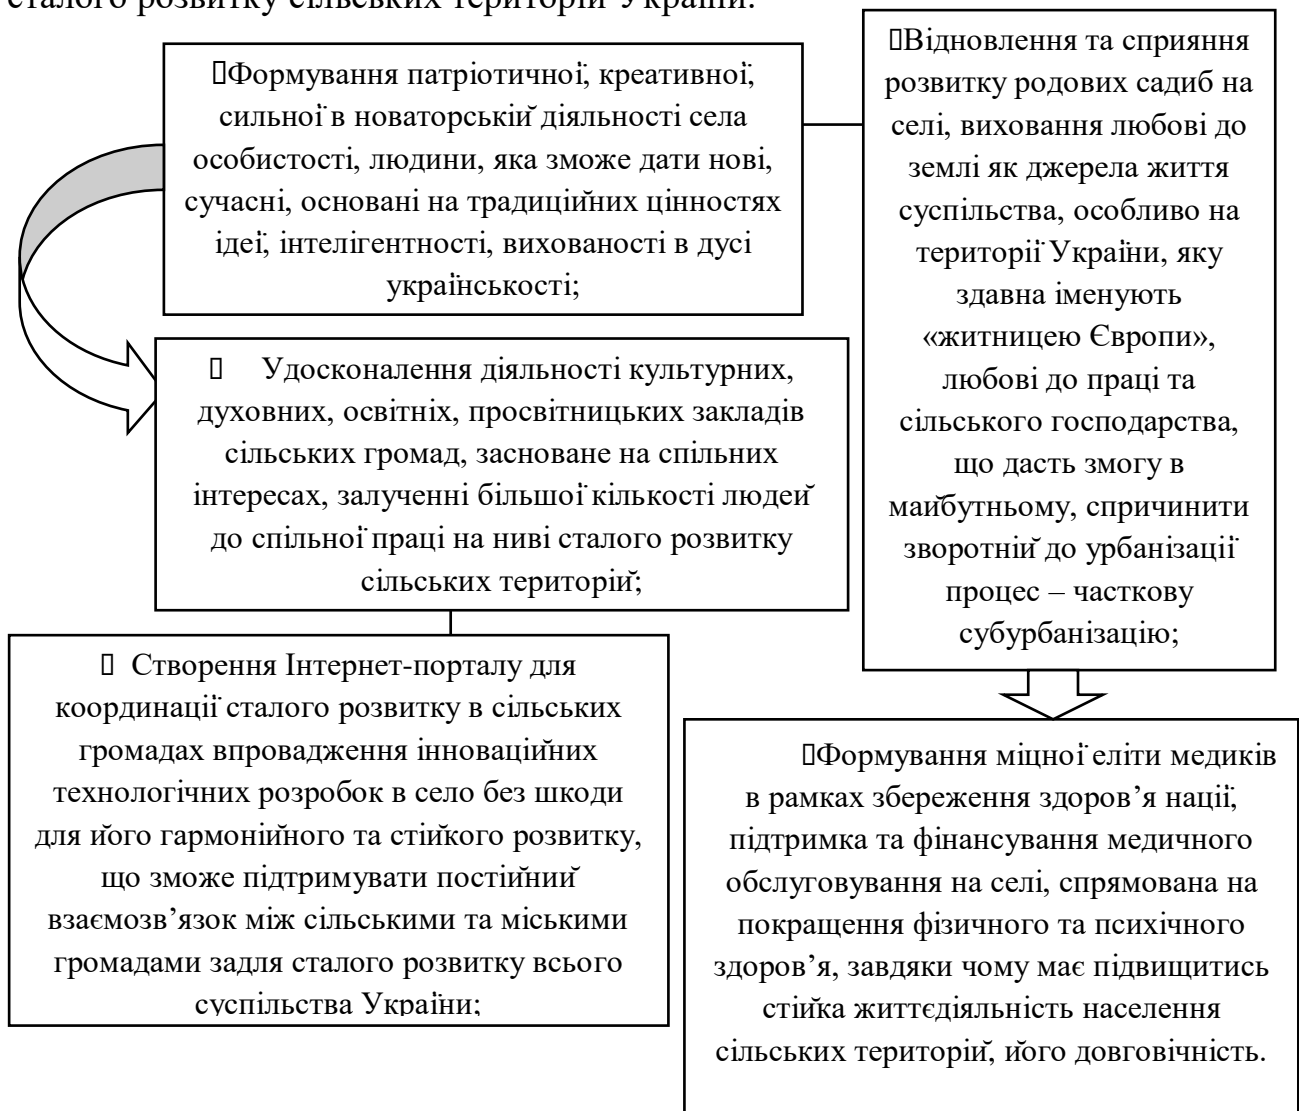 сталого розвитку сільських територій України.
Формування патріотичної, креативної,
сильної в новаторській діяльності села
особистості, людини, яка зможе дати нові,
сучасні, основані на традиційних цінностях
ідеї, інтелігентності, вихованості в дусі
українськості;
Відновлення та сприяння
розвитку родових садиб на
селі, виховання любові до
землі як джерела життя
суспільства, особливо на
території України, яку
здавна іменують
«житницею Європи»,
любові до праці та
сільського господарства,
що дасть змогу в
майбутньому, спричинити
зворотній до урбанізації
процес – часткову
субурбанізацію;
Удосконалення діяльності культурних,
духовних, освітніх, просвітницьких закладів
сільських громад, засноване на спільних
інтересах, залученні більшої кількості людей
до спільної праці на ниві сталого розвитку
сільських територій;
Створення Інтернет-порталу для
координації сталого розвитку в сільських
громадах впровадження інноваційних
технологічних розробок в село без шкоди
для його гармонійного та стійкого розвитку,
що зможе підтримувати постійний
взаємозв’язок між сільськими та міськими
громадами задля сталого розвитку всього
суспільства України;
Формування міцної еліти медиків
в рамках збереження здоров’я нації,
підтримка та фінансування медичного
обслуговування на селі, спрямована на
покращення фізичного та психічного
здоров’я, завдяки чому має підвищитись
стійка життєдіяльність населення
сільських територій, його довговічність.